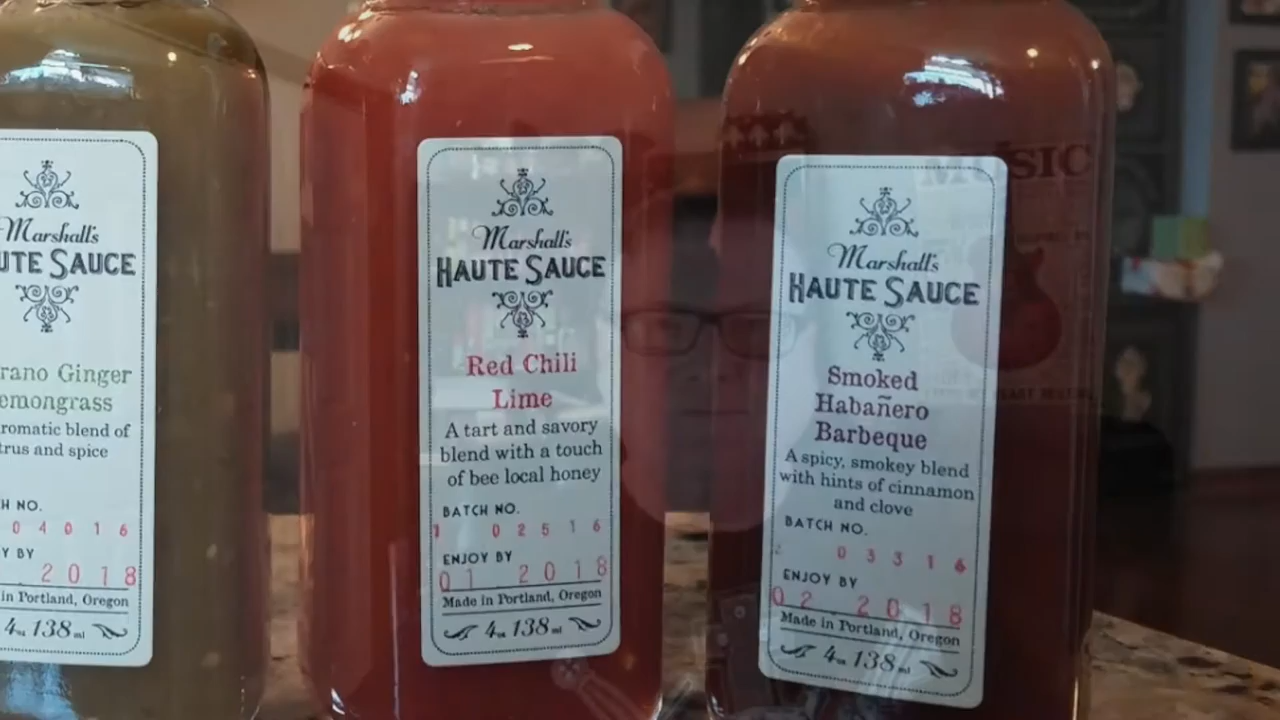 Marshall's
UTE SAUCE
rano Ginger
emongrass
romatic blend of
trus and spice
H NO.
04016
Y BY
2018
in Portland, Oregon
4oz 138ml
Marshall's
HAUTE SAUCE
Red Chili
Lime
A tart and savory
blend with a touch
of bee local honey
BATCH NO.
1 02516
ENJOY BY
01 2018
Made in Portland, Oregon
4oz 138ml
Marshall's
HAUTE SAUCE
Smoked
Habañero
Barbeque
A spicy, smokey blend
with hints of cinnamon
and clove
BATCH NO.
2 03316
ENJOY BY
02 2018
Made in Portland, Oregon
4oz 138ml
MUSIC